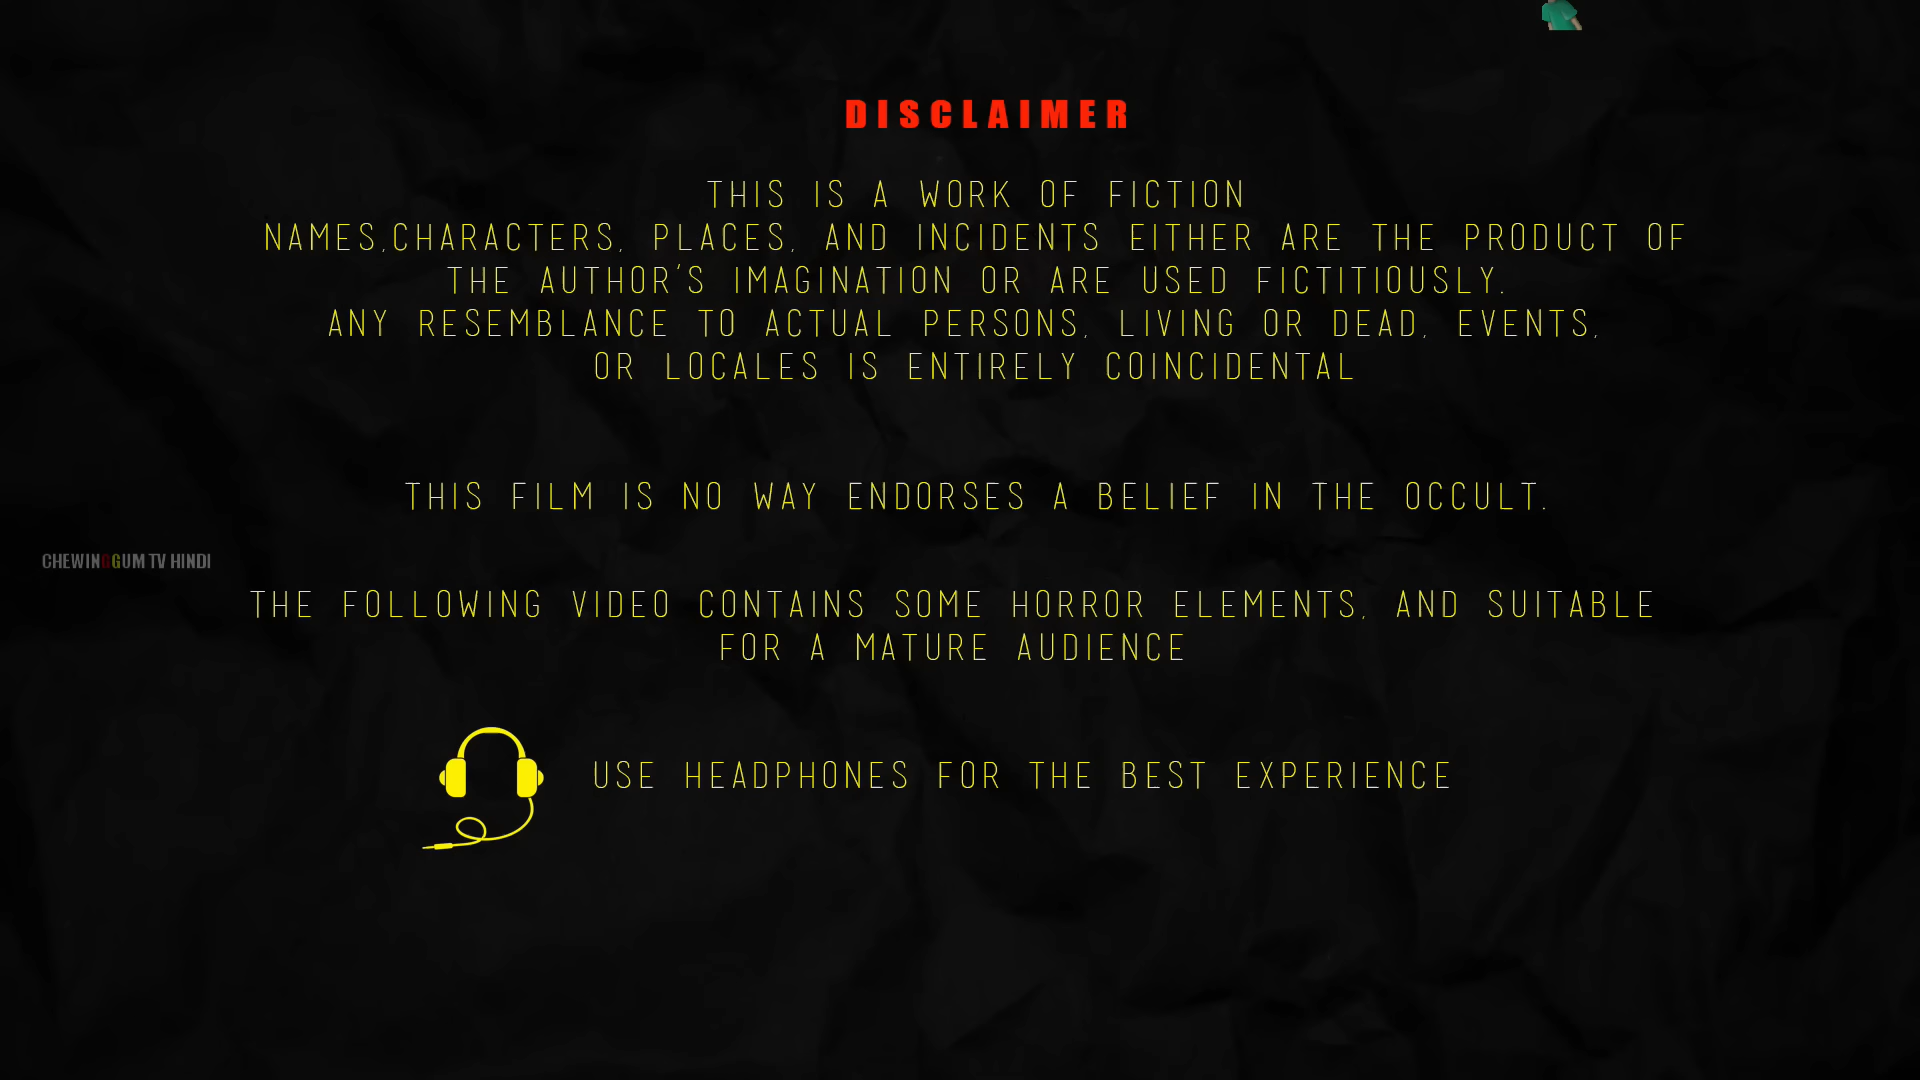 DISCLAIMER
THIS IS A WORK OF FICTION
NAMES,CHARACTERS, PLACES, AND INCIDENTS EITHER ARE THE PRODUCT OF
THE AUTHOR'S IMAGINATION OR ARE USED FICTITIOUSLY.
ANY RESEMBLANCE TO ACTUAL PERSONS, LIVING OR DEAD, EVENTS,
OR LOCALES IS ENTIRELY COINCIDENTAL
THIS FILM IS NO WAY ENDORSES A BELIEF IN THE OCCULT.
CHEWINGGUM TV HINDI
THE FOLLOWING VIDEO CONTAINS SOME HORROR ELEMENTS, AND SUITABLE
FOR A MATURE AUDIENCE
USE HEADPHONES FOR THE BEST EXPERIENCE